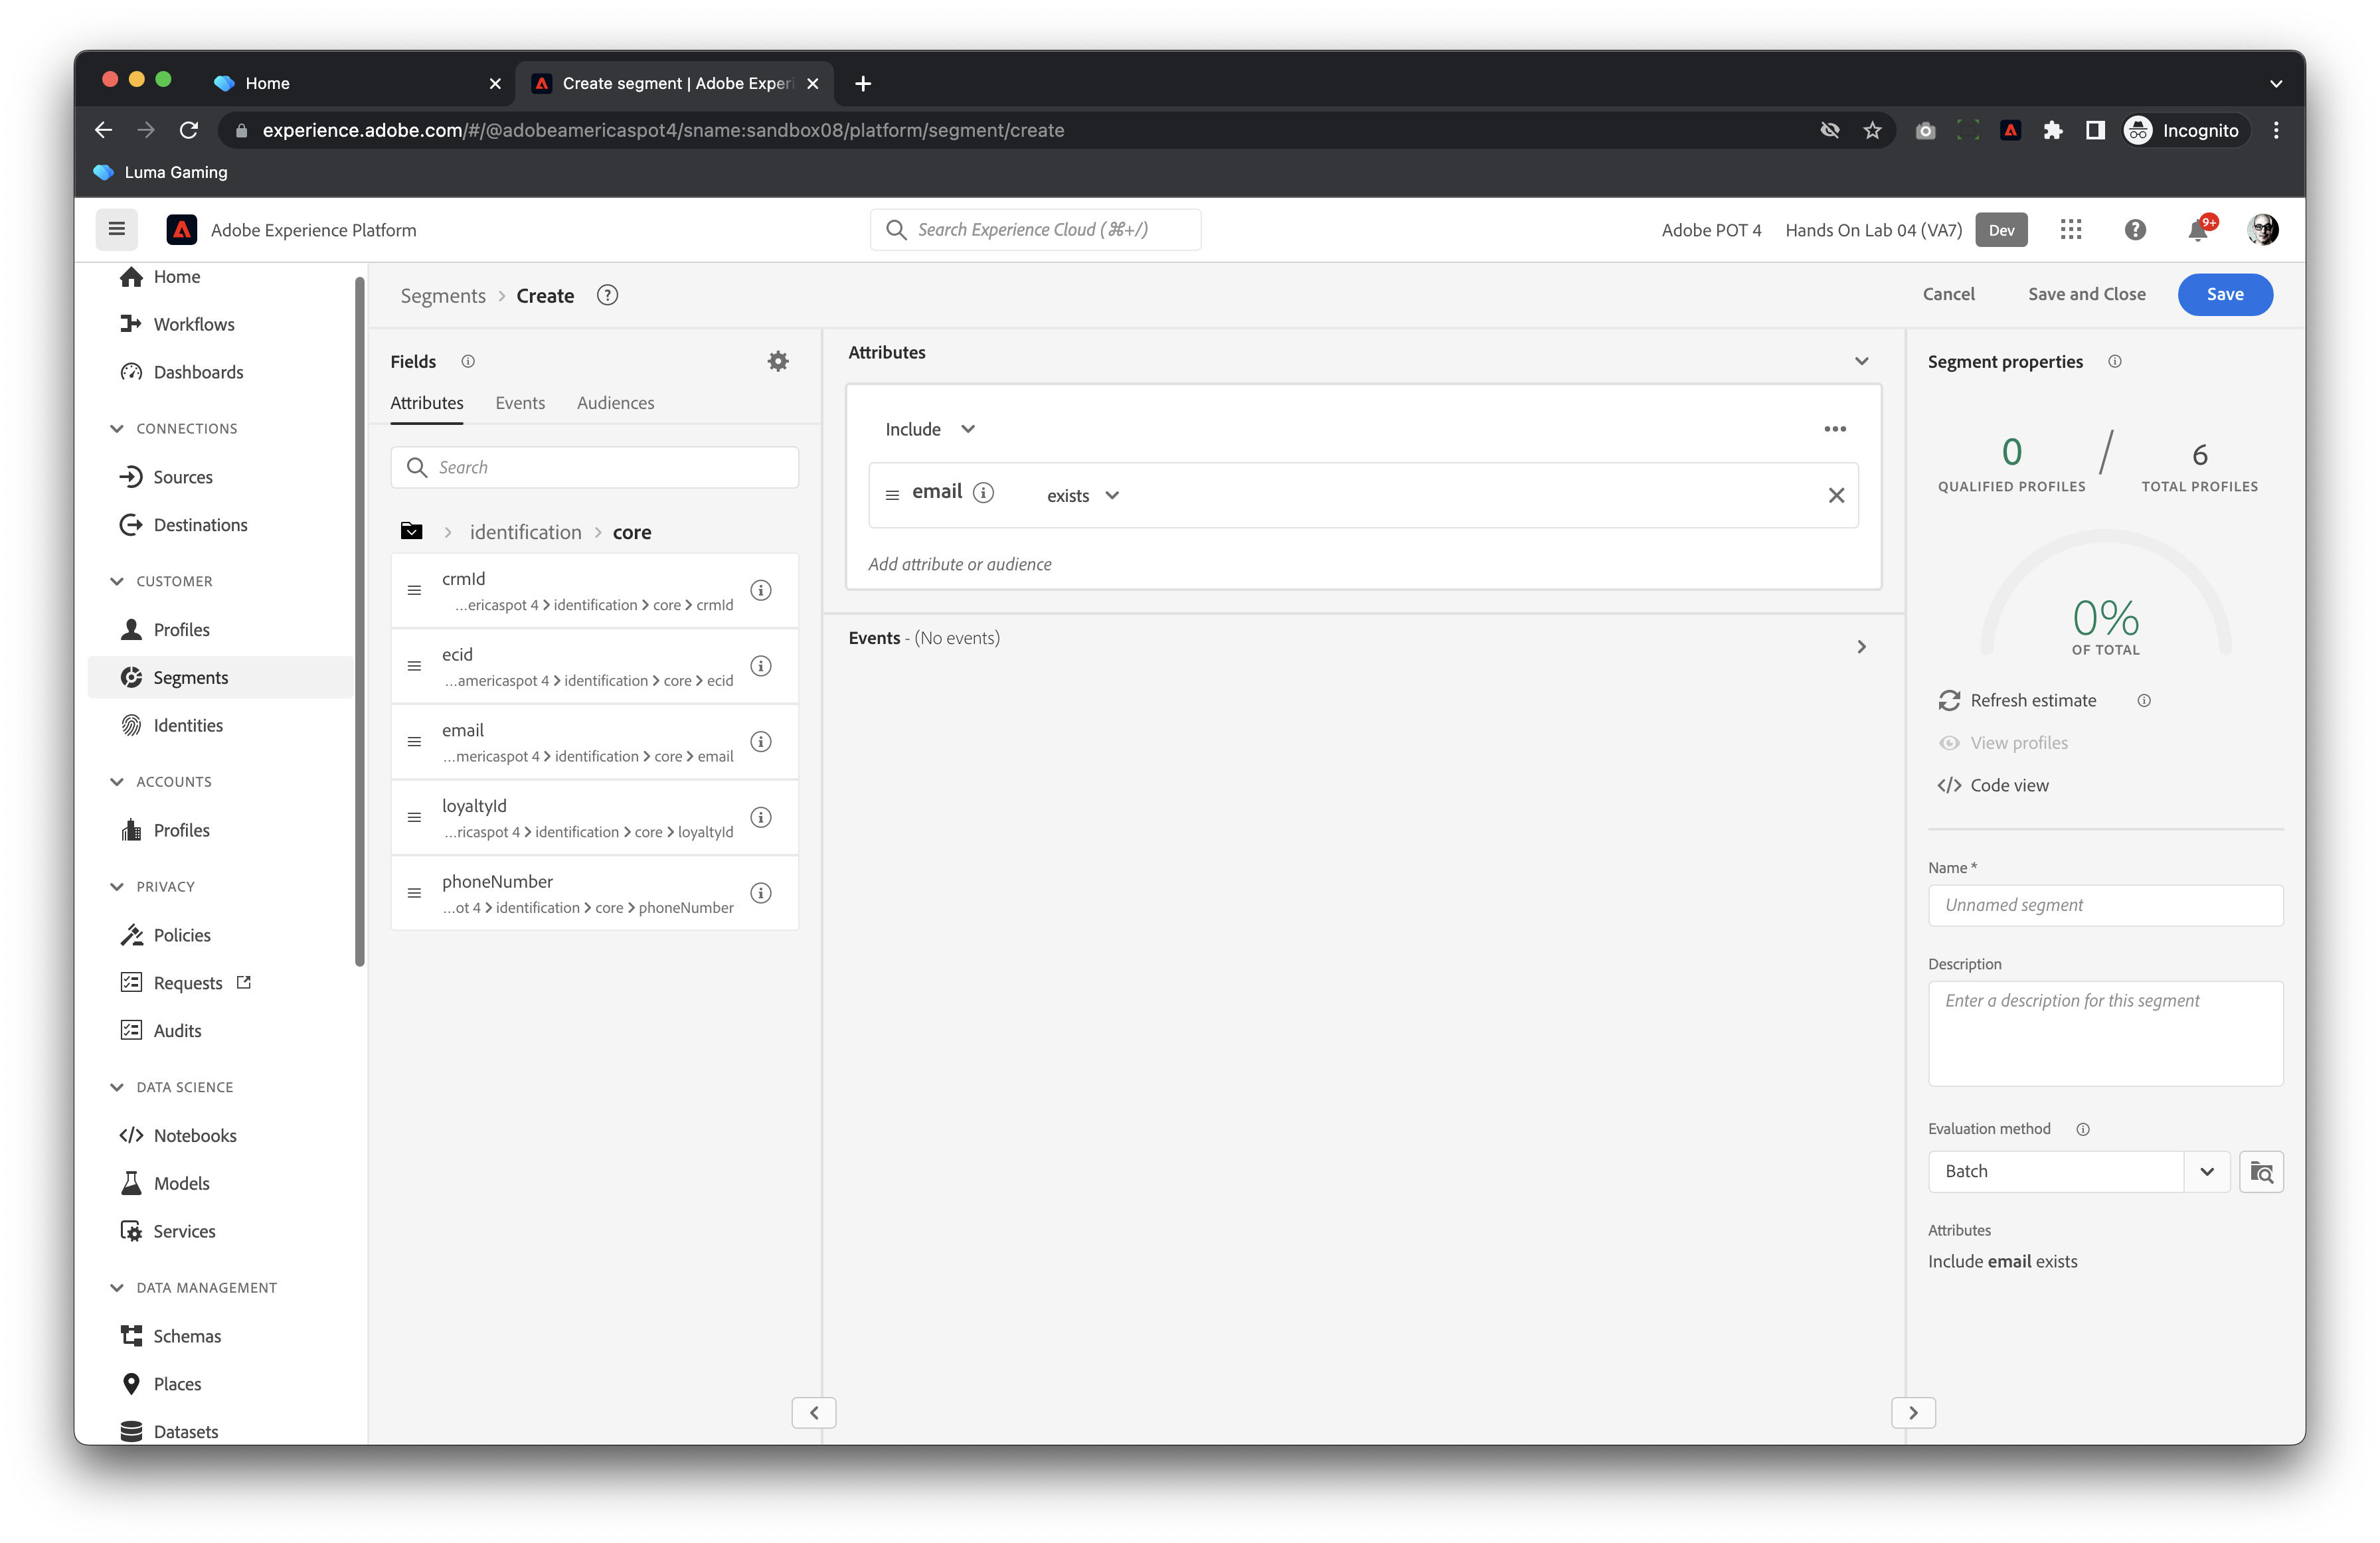 Home
Create segment | Adobe Experi
experience.adobe.com/#/@adobeamericaspot4/sname:sandbox08/platform/segment/create
Incognito
Luma Gaming
Adobe Experience Platform
Search Experience Cloud (⌘+/)
Adobe POT 4
Hands On Lab 04 (VA7)
Dev
9+
Home
Workflows
Dashboards
CONNECTIONS
Sources
Destinations
CUSTOMER
Profiles
Segments
Identities
ACCOUNTS
Profiles
PRIVACY
Policies
Requests
Audits
DATA SCIENCE
Notebooks
Models
Services
DATA MANAGEMENT
Schemas
Places
Datasets
Segments > Create
Cancel
Save and Close
Save
Fields
Attributes
Events
Audiences
Search
> identification > core
crmId
...ericaspot 4 > identification > core > crmId
ecid
...americaspot 4 > identification > core > ecid
email
...mericaspot 4 > identification > core > email
loyaltyId
...ricaspot 4 > identification > core > loyaltyId
phoneNumber
...ot 4 > identification > core > phoneNumber
Attributes
Include
email
exists
Add attribute or audience
Events - (No events)
Segment properties
0 / 6
QUALIFIED PROFILES
TOTAL PROFILES
0%
OF TOTAL
Refresh estimate
View profiles
Code view
Name *
Unnamed segment
Description
Enter a description for this segment
Evaluation method
Batch
Attributes
Include email exists